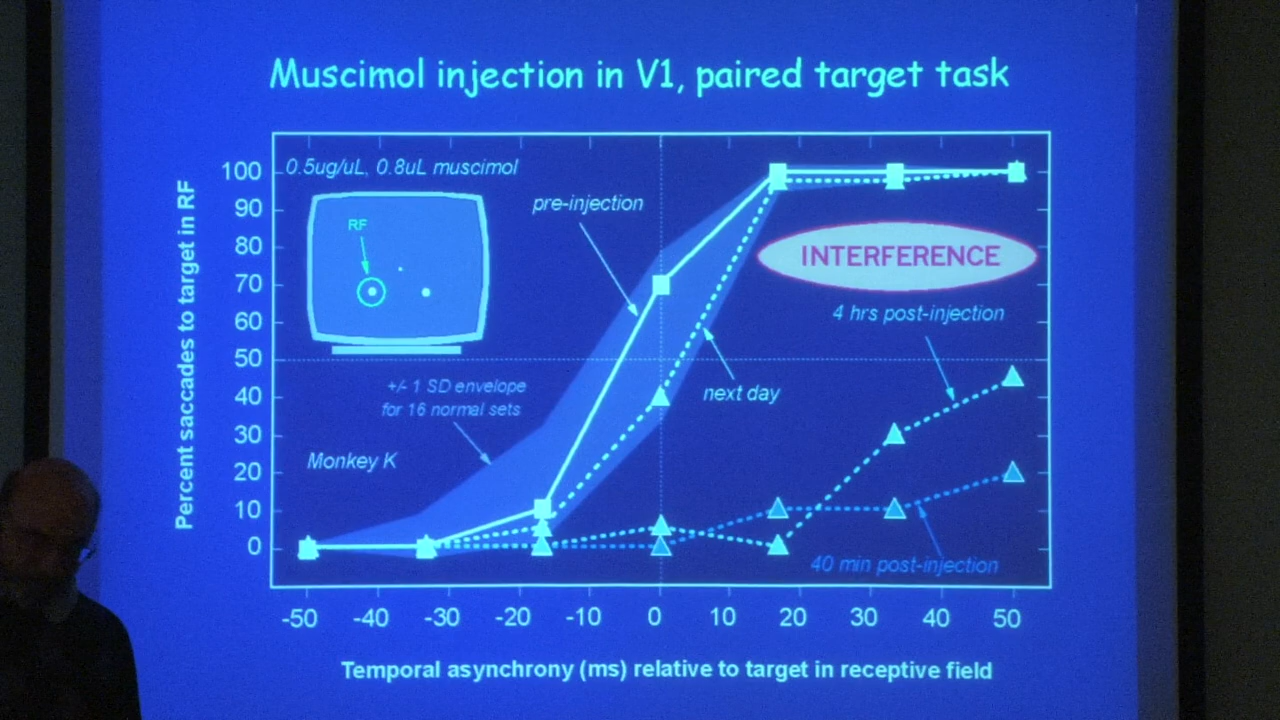 Muscimol injection in V1, paired target task
0.5ug/uL, 0.8uL muscimol
RF
pre-injection
INTERFERENCE
4 hrs post-injection
next day
+/- 1 SD envelope
for 16 normal sets
Monkey K
40 min post-injection
Percent saccades to target in RF
100
90
80
70
60
50
40
30
20
10
0
-50 -40 -30 -20 -10 0 10 20 30 40 50
Temporal asynchrony (ms) relative to target in receptive field